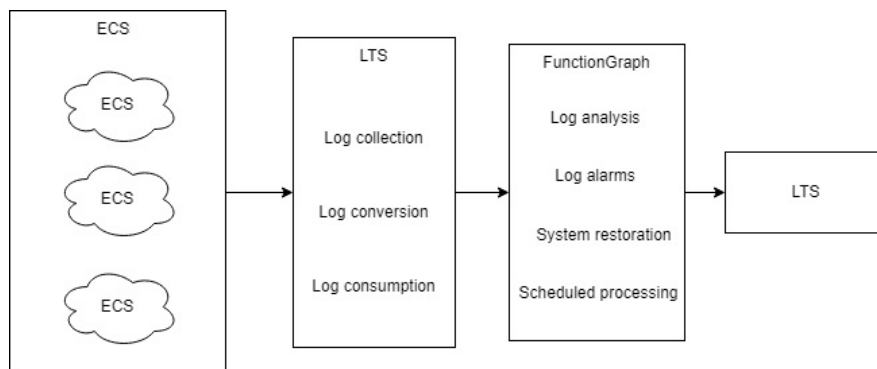 ECS
ECS
ECS
ECS
LTS
Log collection
Log conversion
Log consumption
FunctionGraph
Log analysis
Log alarms
System restoration
Scheduled processing
LTS